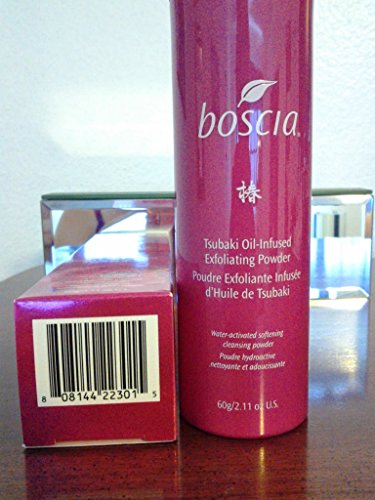 boscia
椿
Tsubaki Oil-Infused
Exfoliating Powder
Poudre Exfoliante Infusée
d'Huile de Tsubaki
Water-activated softening
cleansing powder
Poudre hydroactive
nettoyante et adoucissante
60g/2.11 oz U.S.
8 08144 22301 5